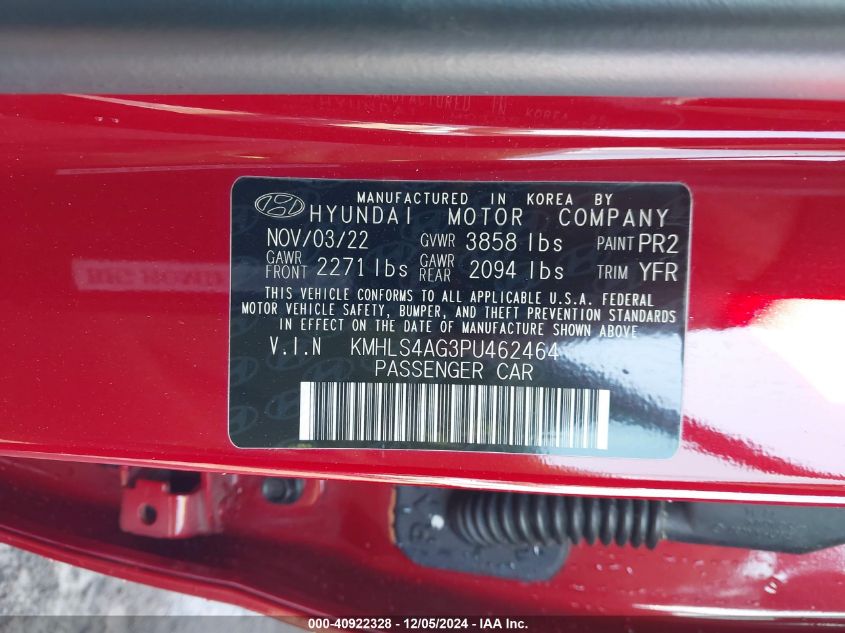 MANUFACTURED IN KOREA BY
HYUNDAI MOTOR COMPANY
NOV/03/22 GVWR 3858 lbs PAINT PR2
GAWR FRONT 2271 lbs GAWR REAR 2094 lbs TRIM YFR
THIS VEHICLE CONFORMS TO ALL APPLICABLE U.S.A. FEDERAL
MOTOR VEHICLE SAFETY, BUMPER, AND THEFT PREVENTION STANDARDS
IN EFFECT ON THE DATE OF MANUFACTURE SHOWN ABOVE
V.I.N KMHLS4AG3PU462464
PASSENGER CAR
000-40922328 - 12/05/2024 - IAA Inc.